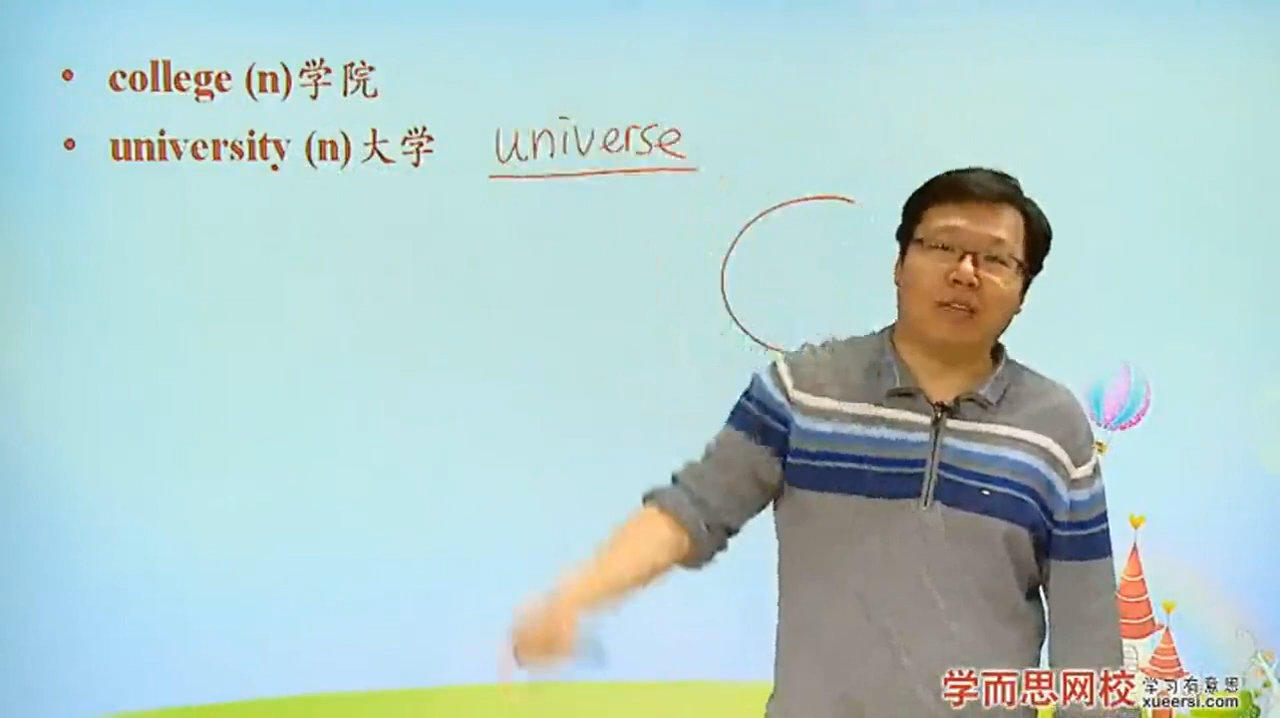 • college (n)学院
• university (n)大学 universe
学而思网校 学习有意思
xueersi.com